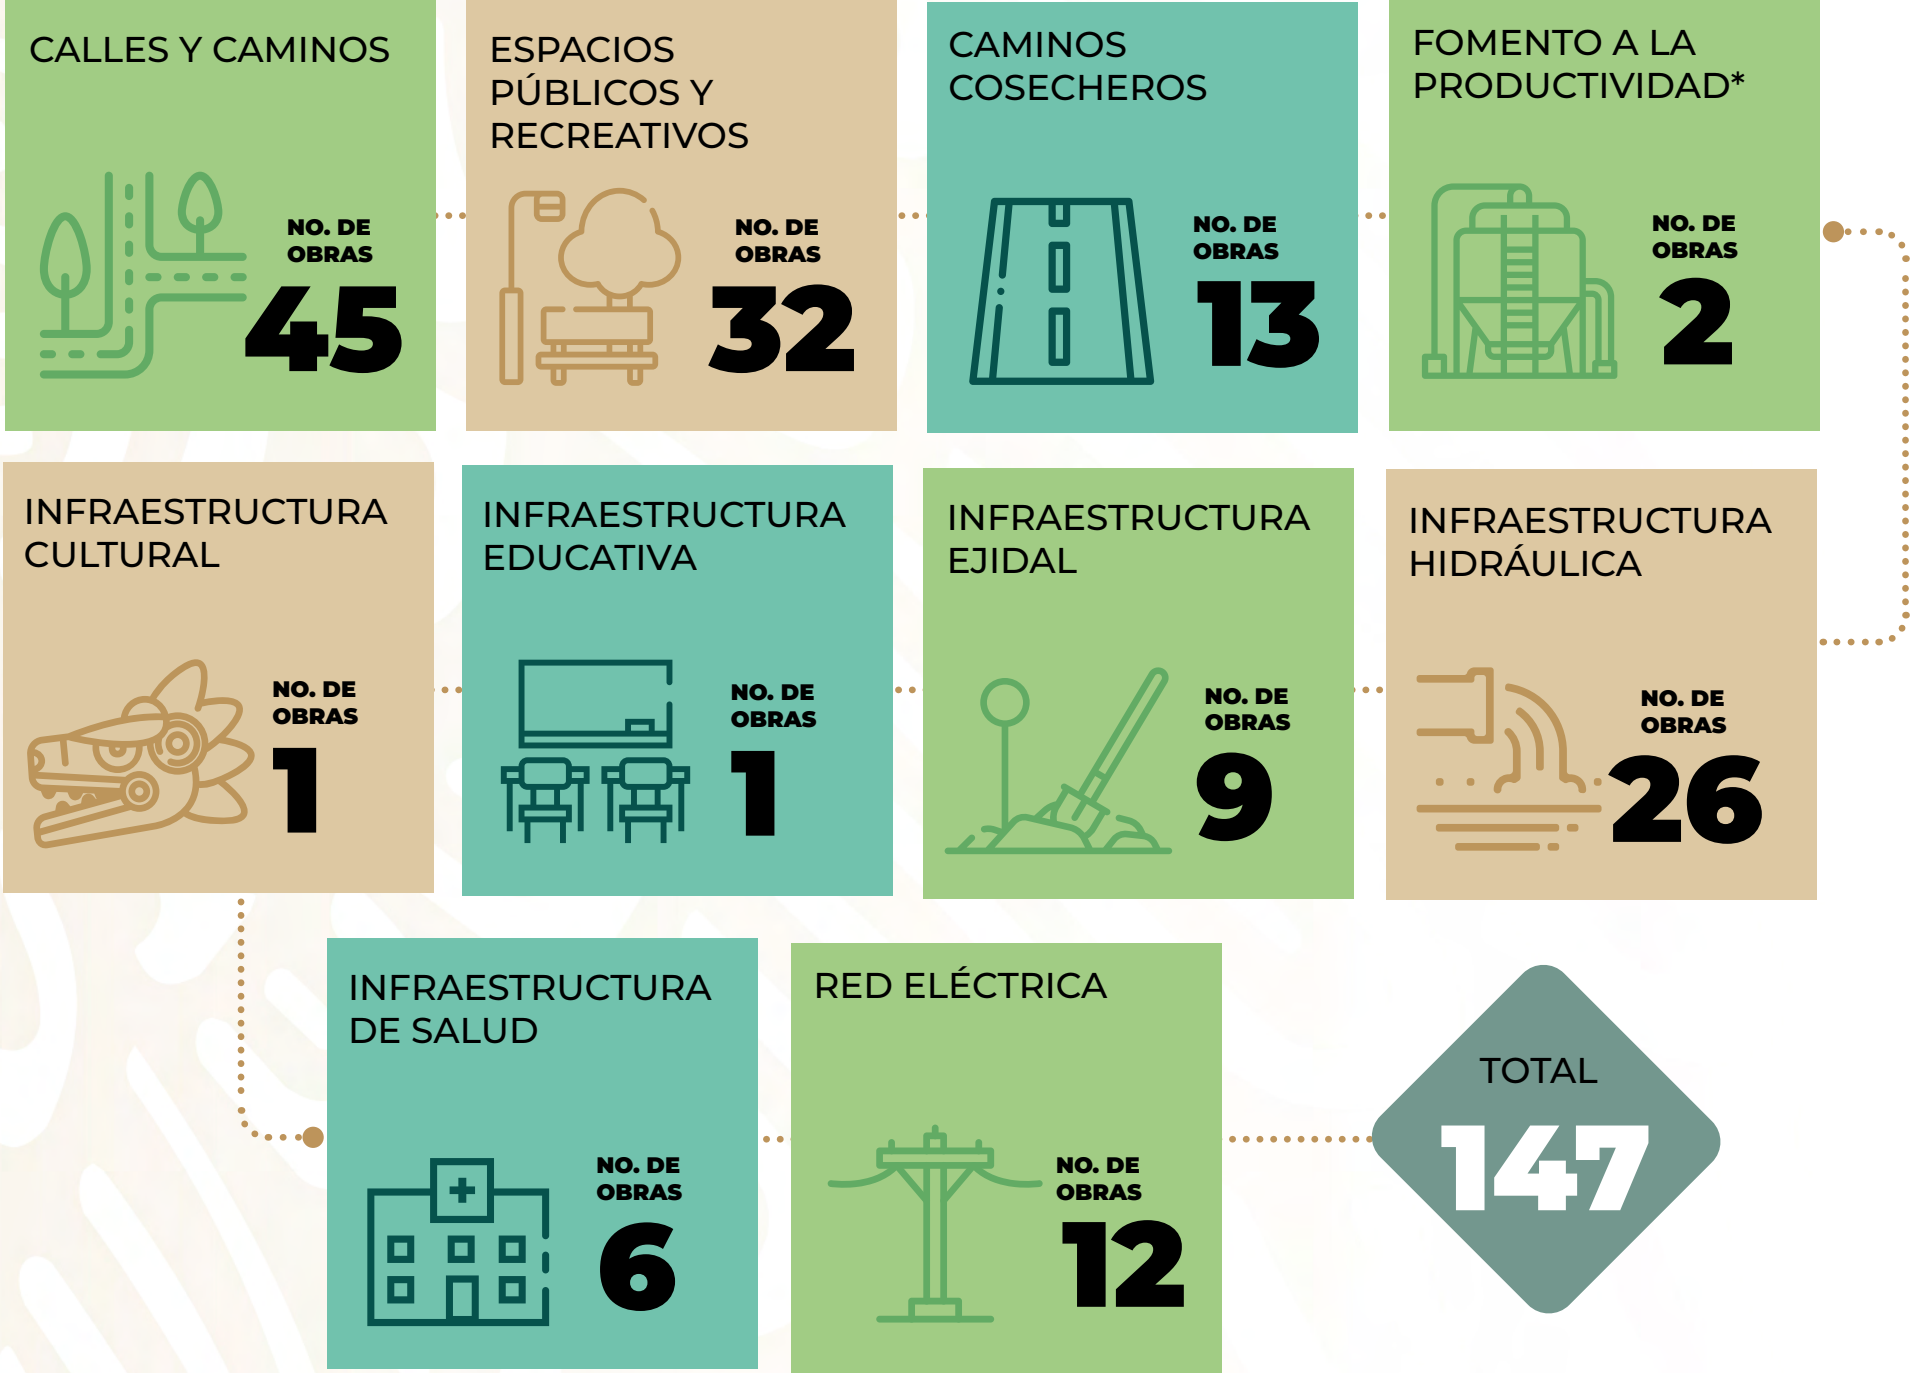 CALLES Y CAMINOS
NO. DE
OBRAS
45
ESPACIOS
PÚBLICOS Y
RECREATIVOS
NO. DE
OBRAS
32
CAMINOS
COSECHEROS
NO. DE
OBRAS
13
FOMENTO A LA
PRODUCTIVIDAD*
NO. DE
OBRAS
2
INFRAESTRUCTURA
CULTURAL
NO. DE
OBRAS
1
INFRAESTRUCTURA
EDUCATIVA
NO. DE
OBRAS
1
INFRAESTRUCTURA
EJIDAL
NO. DE
OBRAS
9
INFRAESTRUCTURA
HIDRÁULICA
NO. DE
OBRAS
26
INFRAESTRUCTURA
DE SALUD
NO. DE
OBRAS
6
RED ELÉCTRICA
NO. DE
OBRAS
12
TOTAL
147